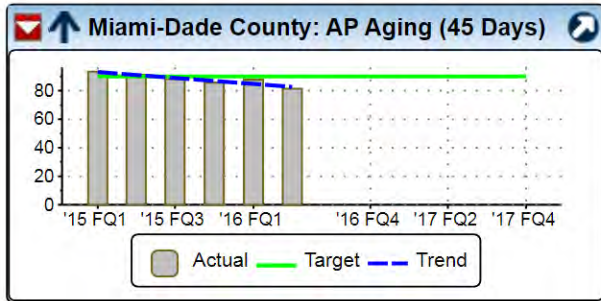 Miami-Dade County: AP Aging (45 Days)
80
60
40
20
0
'15 FQ1 '15 FQ3 '16 FQ1 '16 FQ4 '17 FQ2 '17 FQ4
Actual Target Trend